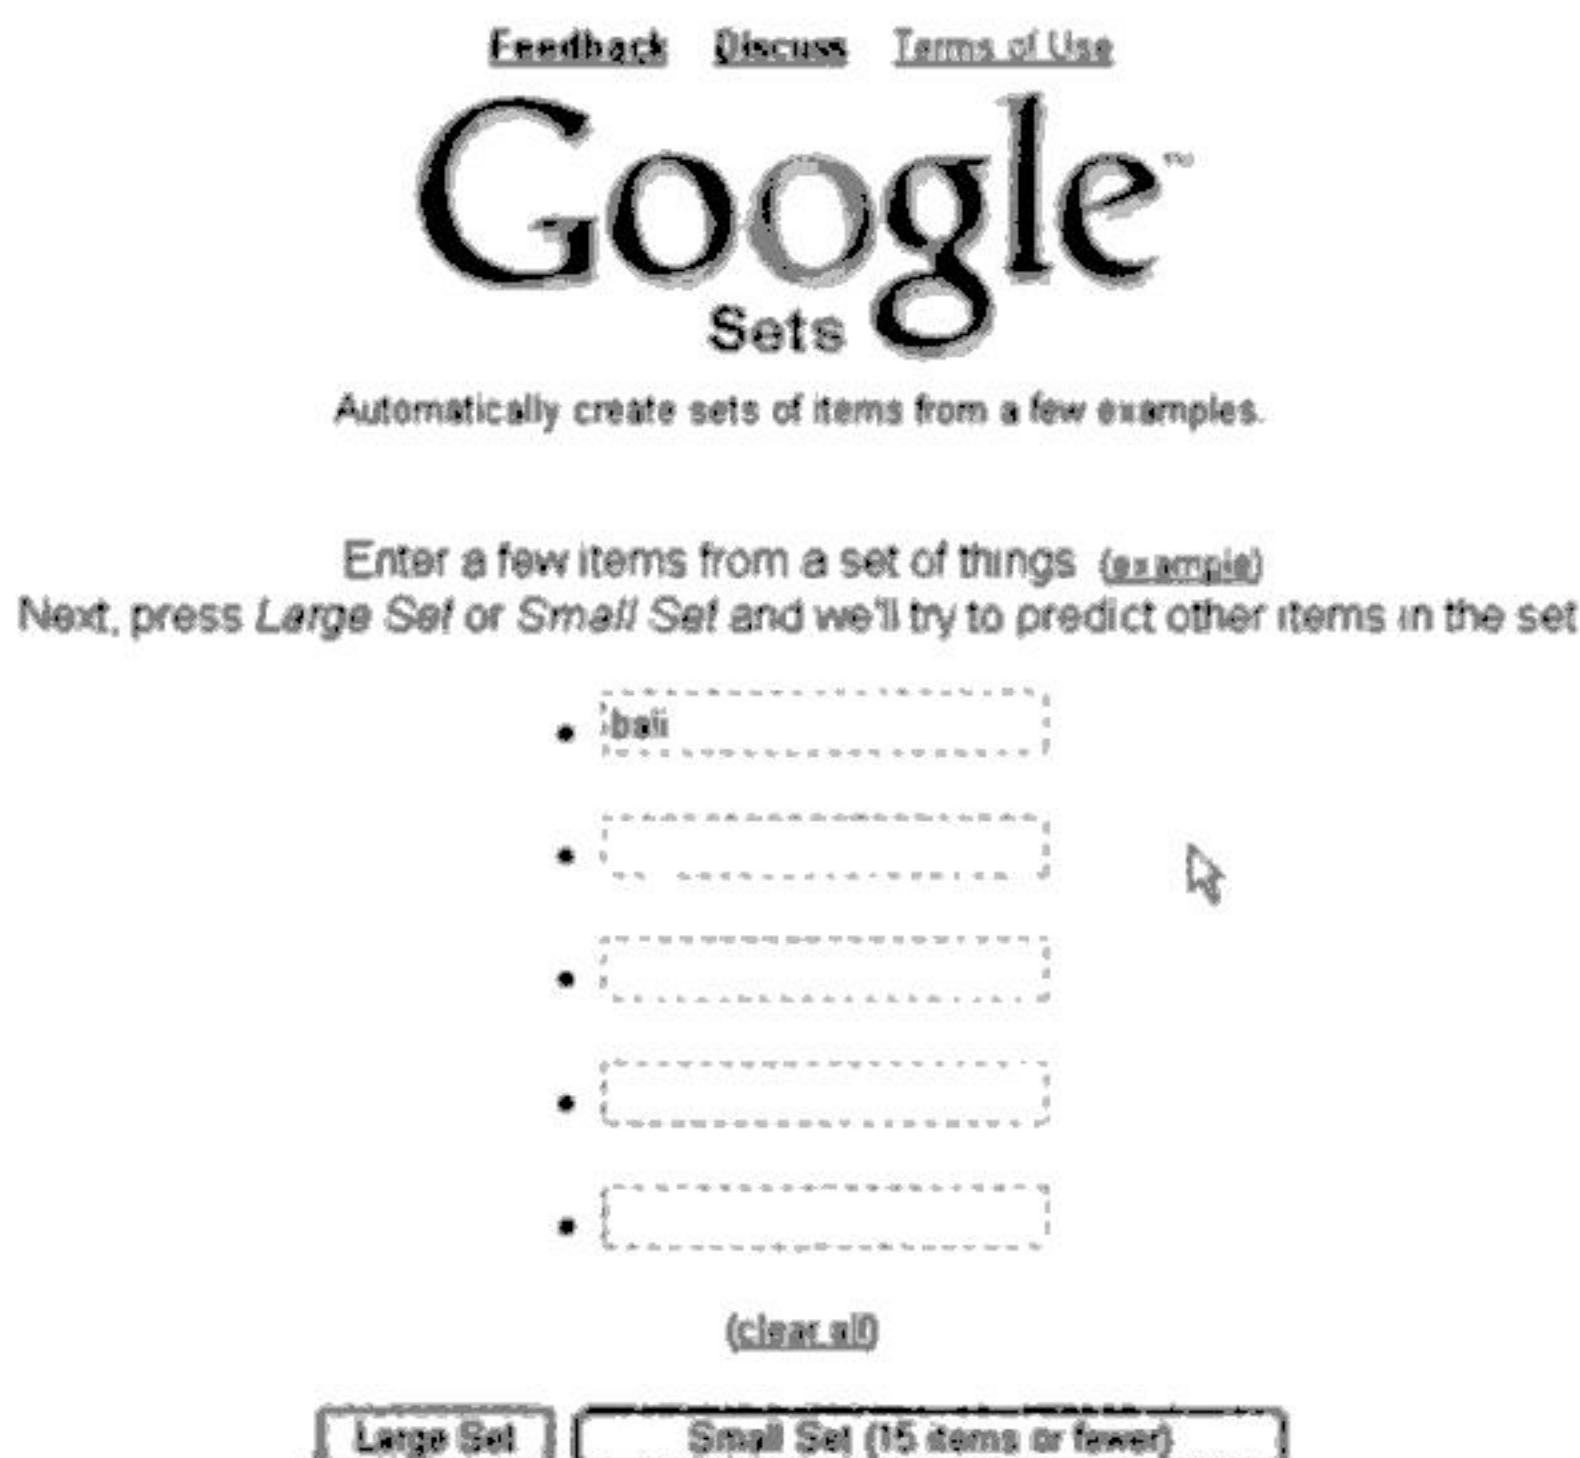 Feedback Discuss Terms of Use
Google™
Sets
Automatically create sets of items from a few examples.
Enter a few items from a set of things (example)
Next, press Large Set or Small Set and we'll try to predict other items in the set
bali
(clear all)
Large Set Small Set (15 items or fewer)